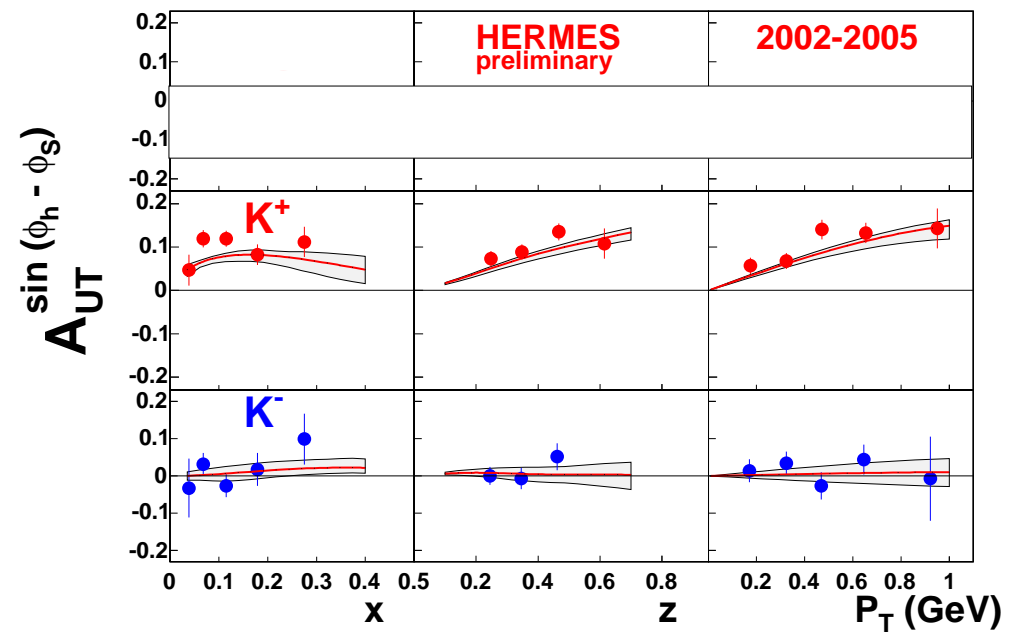 HERMES
preliminary
2002-2005
A_UT^sin (ϕ_h - ϕ_S)
0.2
0.1
0
-0.1
-0.2
K⁺
0.2
0.1
0
-0.1
-0.2
K⁻
0.2
0.1
0
-0.1
-0.2
0 0.1 0.2 0.3 0.4 0.5 0.2 0.4 0.6 0.8 0.2 0.4 0.6 0.8 1
x z P_T (GeV)